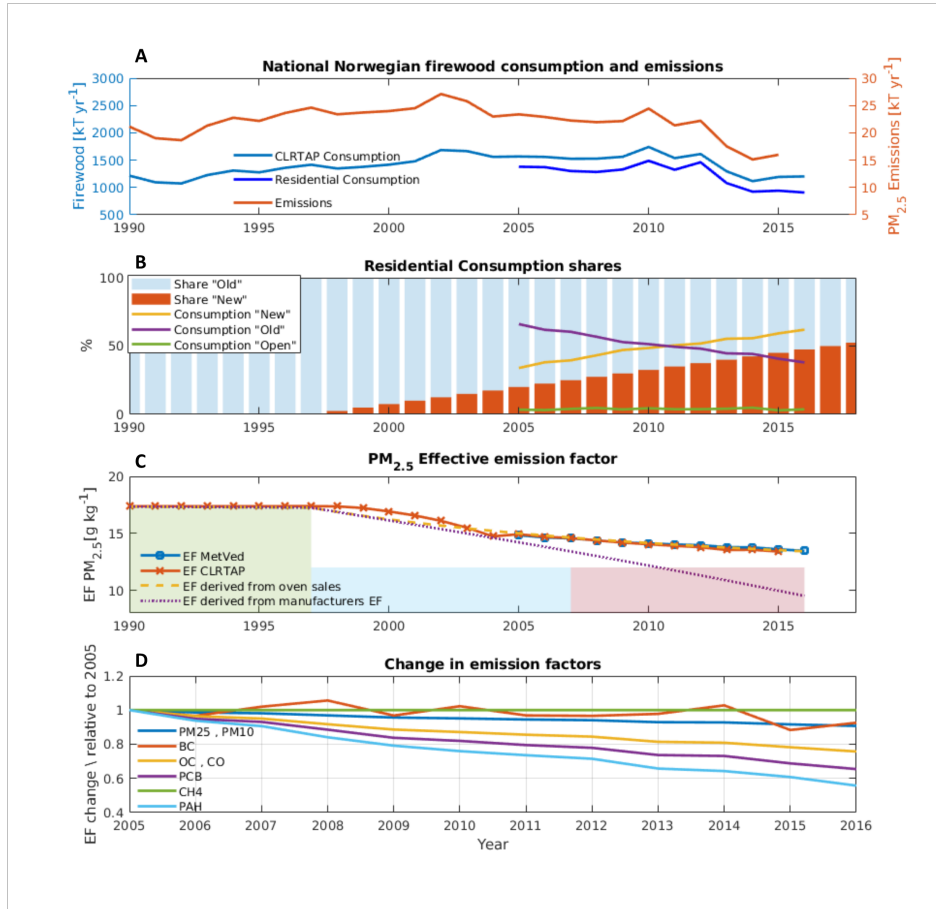 A
National Norwegian firewood consumption and emissions
Firewood [kT yr-1]
3000
2500
2000
1500
1000
500
PM2.5 Emissions [kT yr-1]
30
25
20
15
10
5
CLRTAP Consumption
Residential Consumption
Emissions
1990 1995 2000 2005 2010 2015
B
Residential Consumption shares
%
100
50
0
Share "Old"
Share "New"
Consumption "New"
Consumption "Old"
Consumption "Open"
1990 1995 2000 2005 2010 2015
C
PM2.5 Effective emission factor
EF PM2.5[g kg-1]
20
15
10
EF MetVed
EF CLRTAP
EF derived from oven sales
EF derived from manufacturers EF
1990 1995 2000 2005 2010 2015
D
Change in emission factors
EF change \ relative to 2005
1.2
1
0.8
0.6
0.4
PM25 , PM10
BC
OC , CO
PCB
CH4
PAH
2005 2006 2007 2008 2009 2010 2011 2012 2013 2014 2015 2016
Year